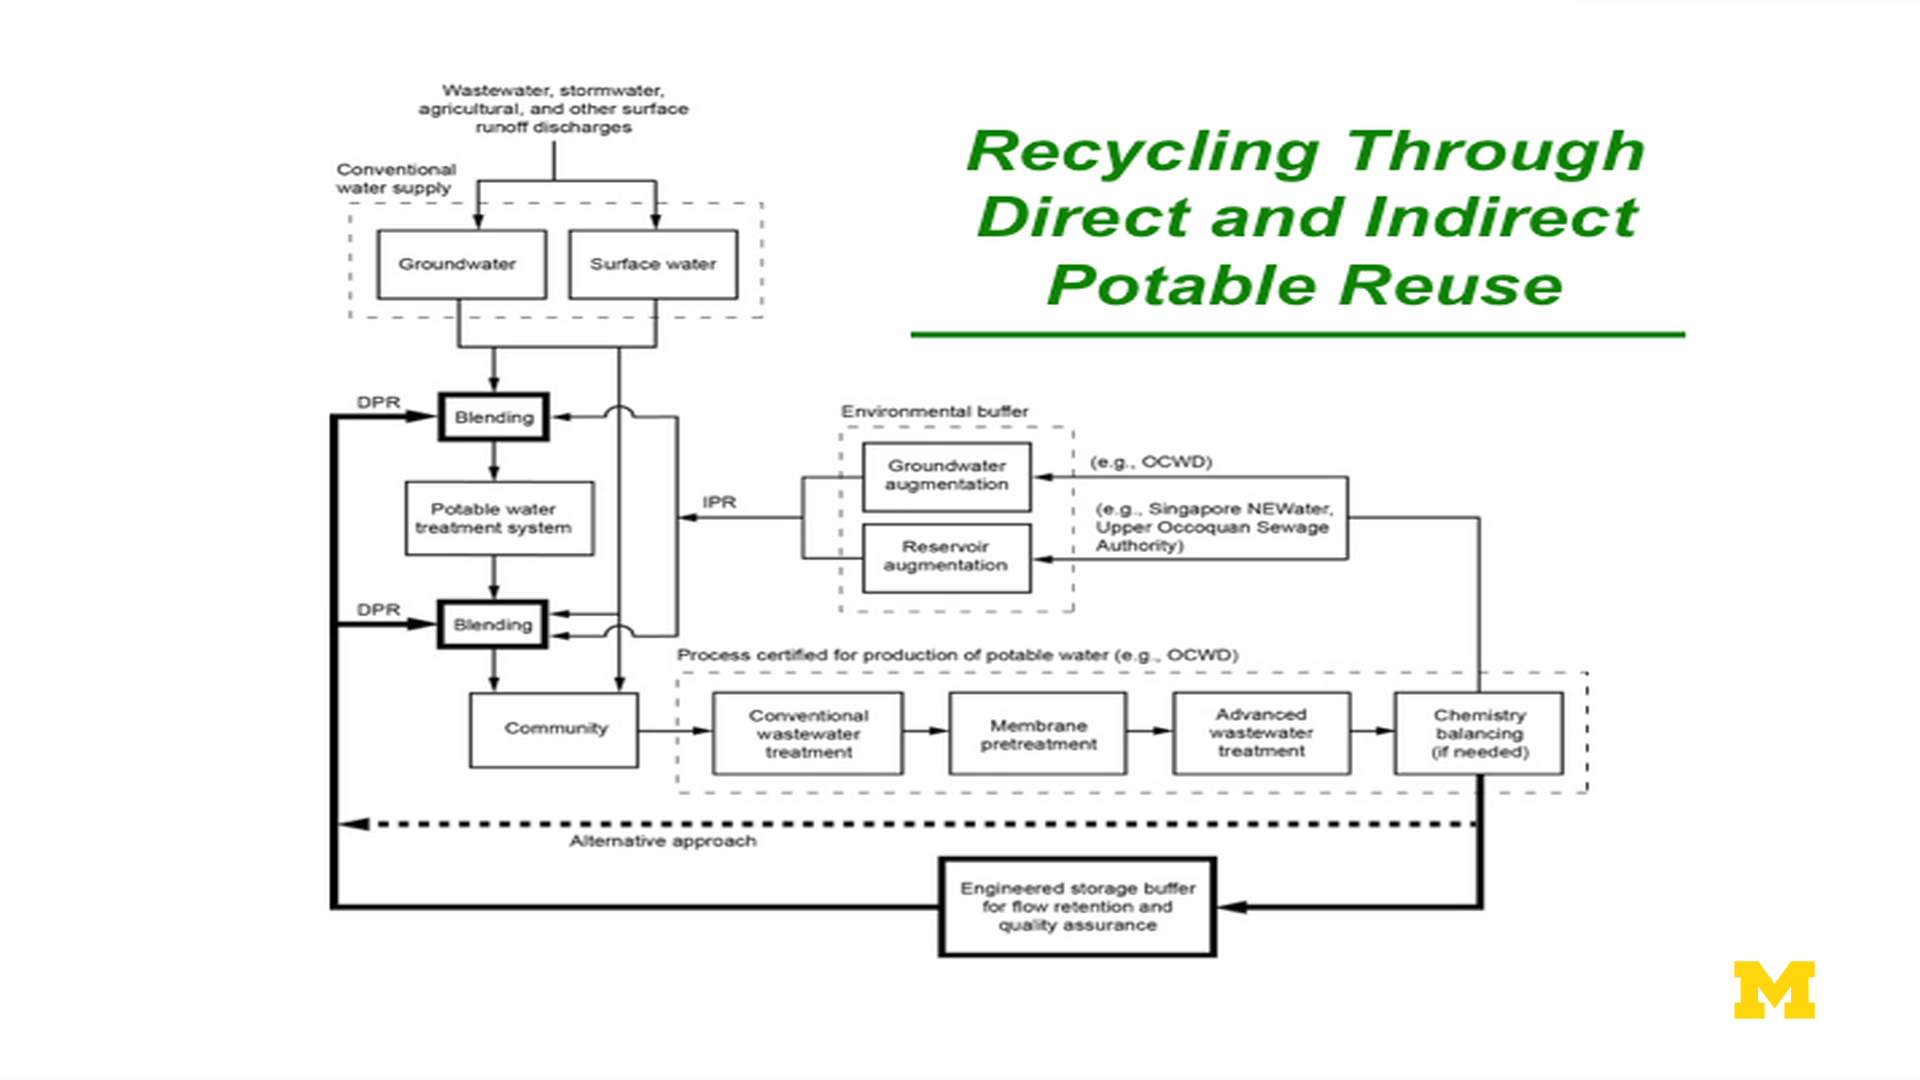 Recycling Through
Direct and Indirect
Potable Reuse
Wastewater, stormwater,
agricultural, and other surface
runoff discharges
Conventional
water supply
Groundwater
Surface water
DPR
Blending
Potable water
treatment system
DPR
Blending
Community
IPR
Environmental buffer
Groundwater
augmentation
Reservoir
augmentation
(e.g., OCWD)
(e.g., Singapore NEWater,
Upper Occoquan Sewage
Authority)
Process certified for production of potable water (e.g., OCWD)
Conventional
wastewater
treatment
Membrane
pretreatment
Advanced
wastewater
treatment
Chemistry
balancing
(if needed)
Alternative approach
Engineered storage buffer
for flow retention and
quality assurance
M